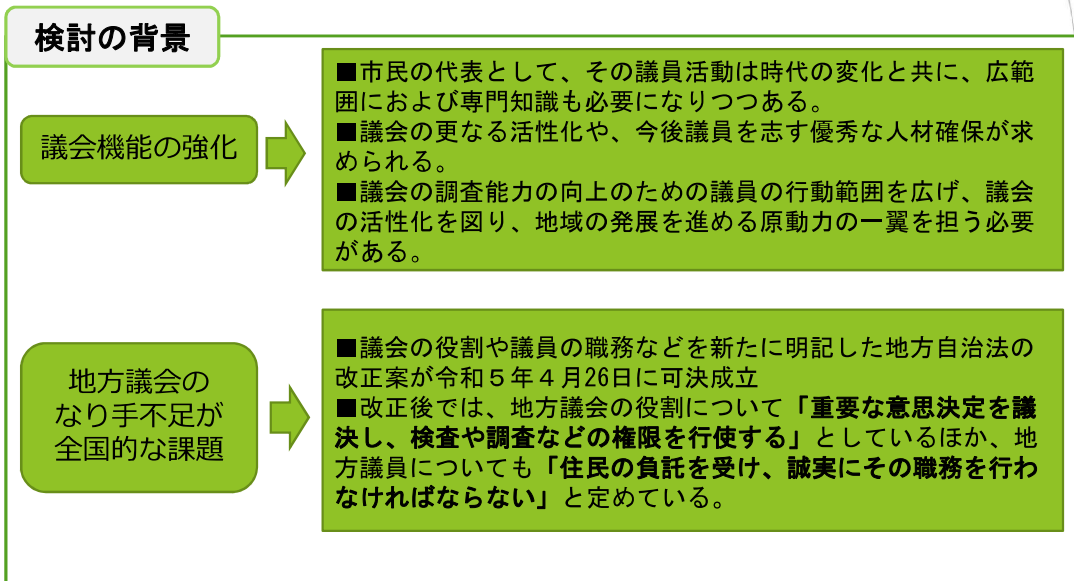 検討の背景
議会機能の強化
■市民の代表として、その議員活動は時代の変化と共に、広範
囲におよび専門知識も必要になりつつある。
■議会の更なる活性化や、今後議員を志す優秀な人材確保が求
められる。
■議会の調査能力の向上のための議員の行動範囲を広げ、議会
の活性化を図り、地域の発展を進める原動力の一翼を担う必要
がある。
地方議会の
なり手不足が
全国的な課題
■議会の役割や議員の職務などを新たに明記した地方自治法の
改正案が令和５年４月26日に可決成立
■改正後では、地方議会の役割について「重要な意思決定を議
決し、検査や調査などの権限を行使する」としているほか、地
方議員についても「住民の負託を受け、誠実にその職務を行わ
なければならない」と定めている。